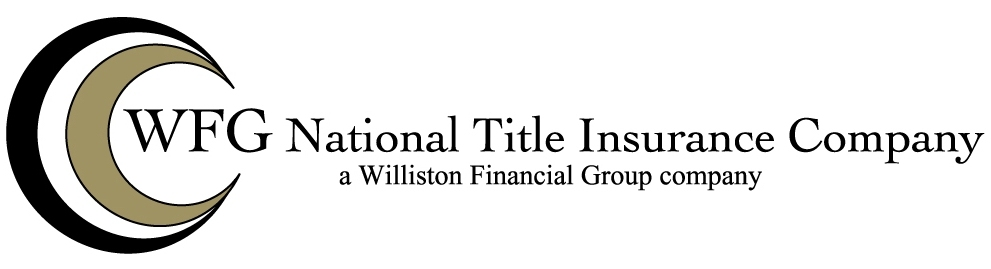 WFG National Title Insurance Company
a Williston Financial Group company